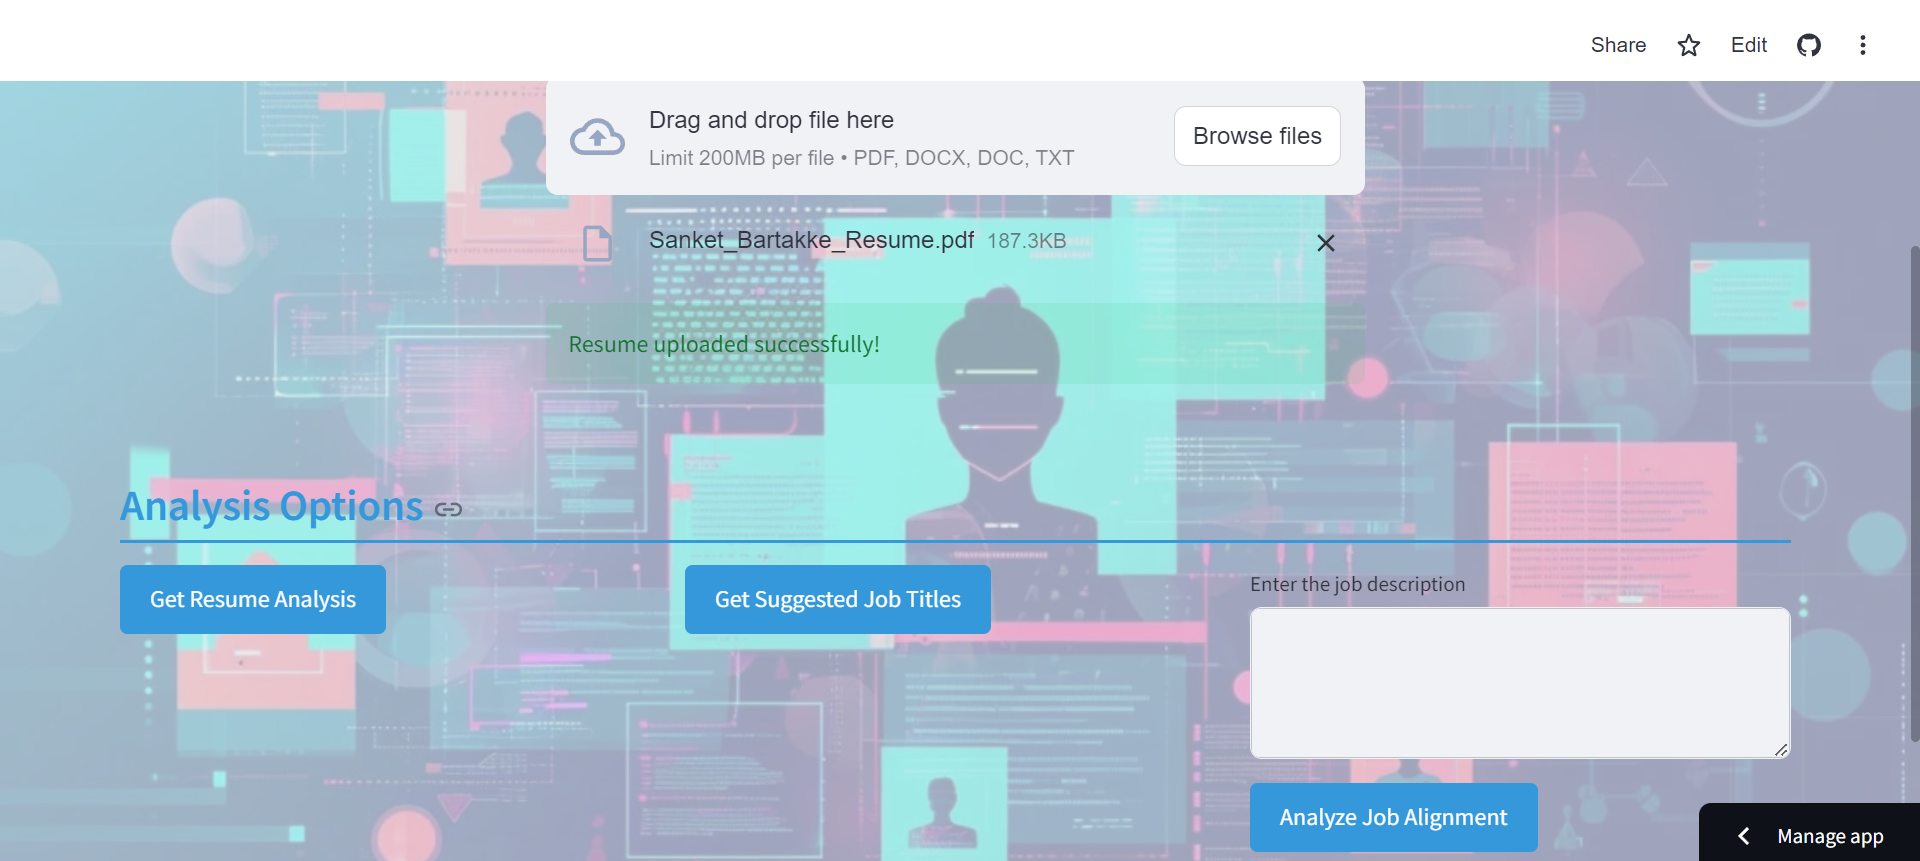 Share Edit
Drag and drop file here
Limit 200MB per file • PDF, DOCX, DOC, TXT
Browse files
Sanket_Bartakke_Resume.pdf 187.3KB
Resume uploaded successfully!
Analysis Options
Get Resume Analysis
Get Suggested Job Titles
Enter the job description
Analyze Job Alignment
Manage app